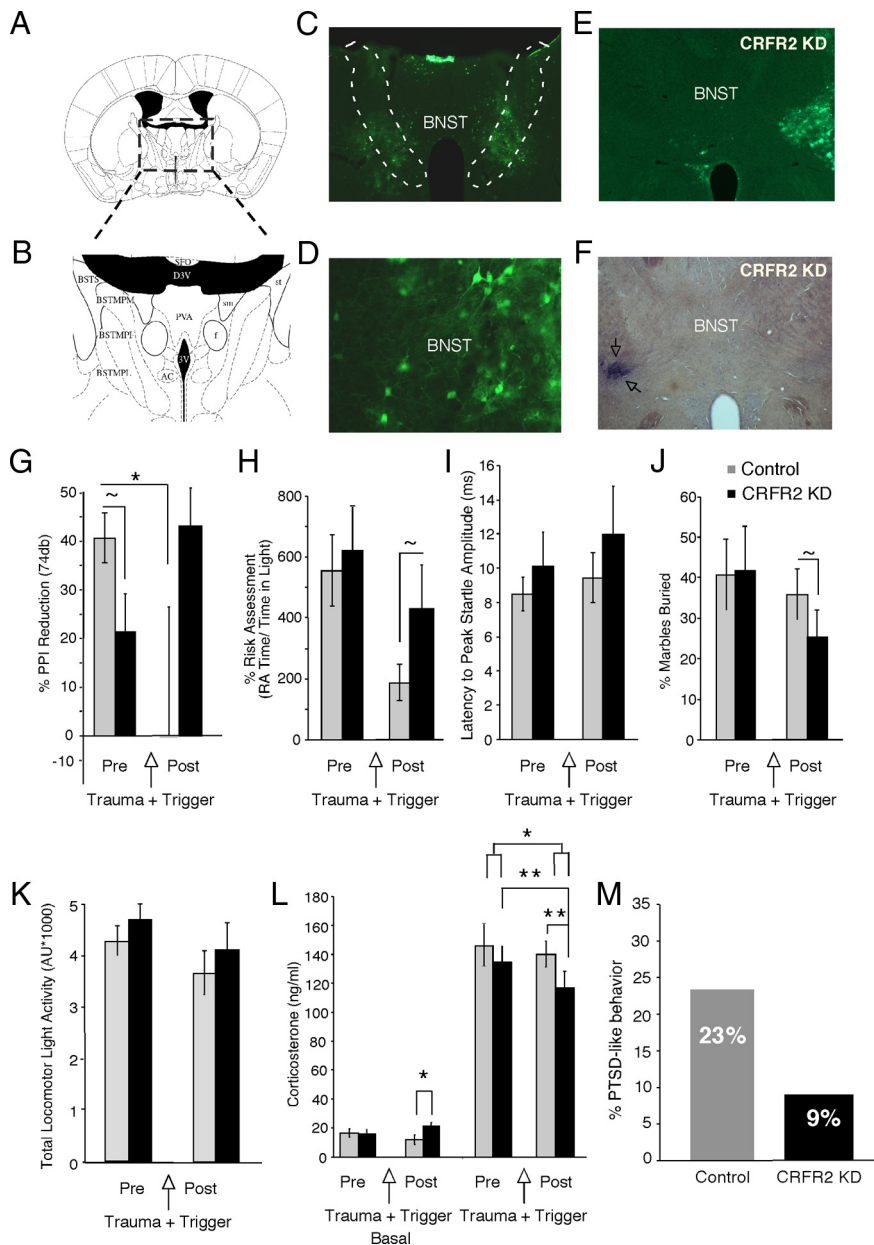 A
B
SFO
D3V
BSTS
st
BSTMPM
sm
PVA
BSTMPI
f
3V
BSTMPL
AC
C
BNST
D
BNST
E
CRFR2 KD
BNST
F
CRFR2 KD
BNST
G
% PPI Reduction (74db)
50
40
30
20
10
0
-10
*
~
Pre
Post
Trauma + Trigger
H
% Risk Assessment
(RA Time/ Time in Light)
800
600
400
200
0
~
Pre
Post
Trauma + Trigger
I
Latency to Peak Startle Amplitude (ms)
16
14
12
10
8
6
4
2
0
Pre
Post
Trauma + Trigger
J
Control
CRFR2 KD
% Marbles Buried
60
50
40
30
20
10
0
~
Pre
Post
Trauma + Trigger
K
Total Locomotor Light Activity (AU*1000)
5
4
4
3
2
1
0
Pre
Post
Trauma + Trigger
L
Corticosterone (ng/ml)
180
160
140
120
100
80
60
40
20
0
*
*
**
**
Pre
Post
Pre
Post
Trauma + Trigger
Trauma + Trigger
Basal
M
% PTSD-like behavior
35
30
25
20
15
10
5
0
23%
9%
Control
CRFR2 KD